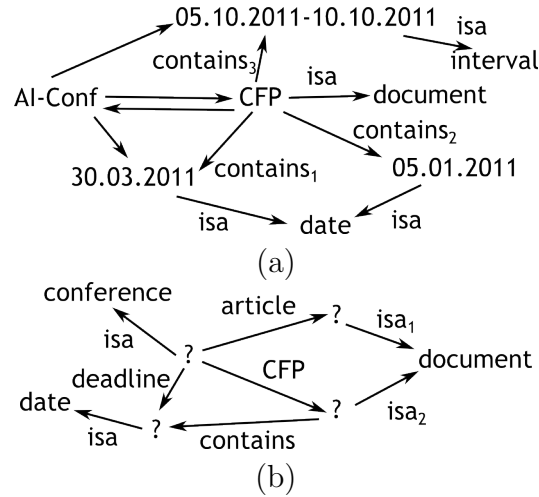 05.10.2011-10.10.2011
isa
interval
contains₃
isa
AI-Conf
CFP
document
contains₂
30.03.2011
contains₁
05.01.2011
isa
date
isa
(a)
conference
article
?
isa₁
isa
?
CFP
document
deadline
date
?
?
isa₂
isa
contains
(b)